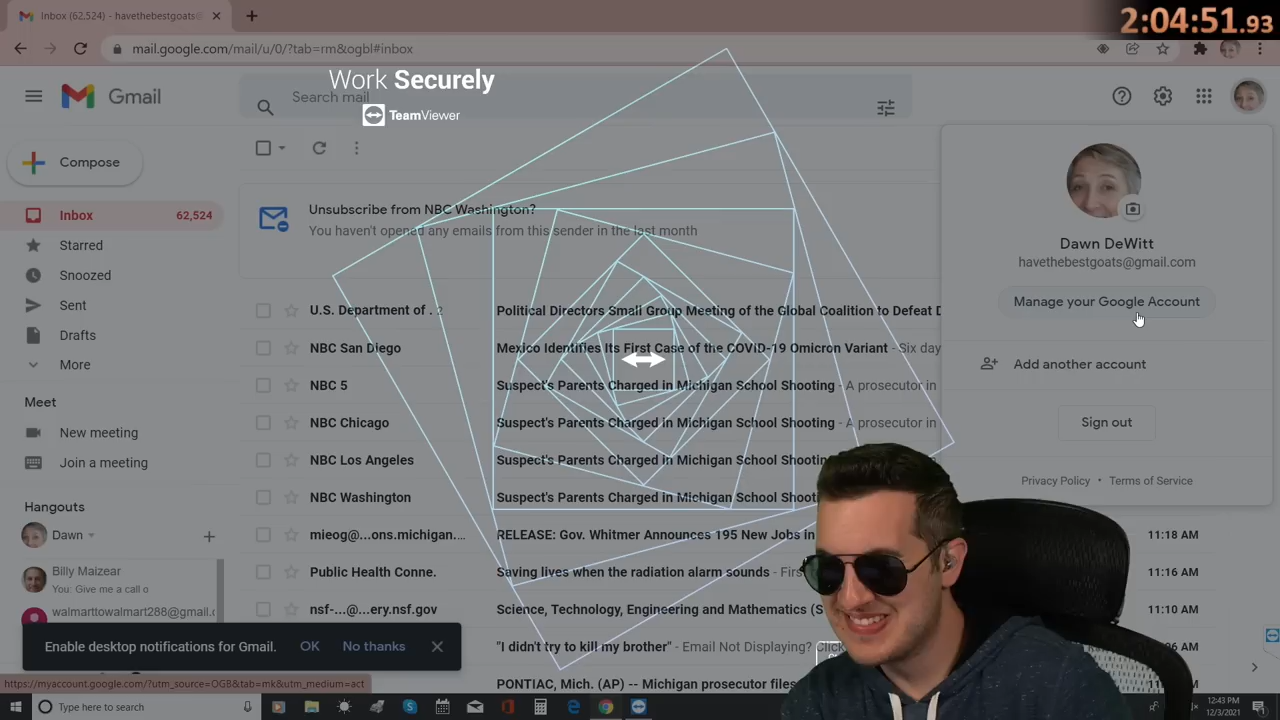 Inbox (62,524) - havethebestgoats@
2:04:51.93
mail.google.com/mail/u/0/?tab=rm&ogbl#inbox
Work Securely
TeamViewer
Gmail
Search mail
Compose
Inbox 62,524
Starred
Snoozed
Sent
Drafts
More
Meet
New meeting
Join a meeting
Hangouts
Dawn
Billy Maizear
You: Give me a call o
walmarttowalmart288@gmail.c
Unsubscribe from NBC Washington?
You haven't opened any emails from this sender in the last month
U.S. Department of . 2 Political Directors Small Group Meeting of the Global Coalition to Defeat D
NBC San Diego Mexico Identifies Its First Case of the COVID-19 Omicron Variant - Six day
NBC 5 Suspect's Parents Charged in Michigan School Shooting - A prosecutor in
NBC Chicago Suspect's Parents Charged in Michigan School Shooting - A prosecutor in
NBC Los Angeles Suspect's Parents Charged in Michigan School Shooting
NBC Washington Suspect's Parents Charged in Michigan School Shooti
mieog@...ons.michigan.... RELEASE: Gov. Whitmer Announces 195 New Jobs in 11:18 AM
Public Health Conne. Saving lives when the radiation alarm sounds - Firs 11:16 AM
nsf-...@...ery.nsf.gov Science, Technology, Engineering and Mathematics (S 11:10 AM
"I didn't try to kill my brother" - Email Not Displaying? Click AM
PONTIAC, Mich. (AP) -- Michigan prosecutor files
Dawn DeWitt
havethebestgoats@gmail.com
Manage your Google Account
Add another account
Sign out
Privacy Policy • Terms of Service
Enable desktop notifications for Gmail. OK No thanks
https://myaccount.google.com/?utm_source=OGB&tab=mk&utm_medium=act
Type here to search
12:43 PM
12/3/2021